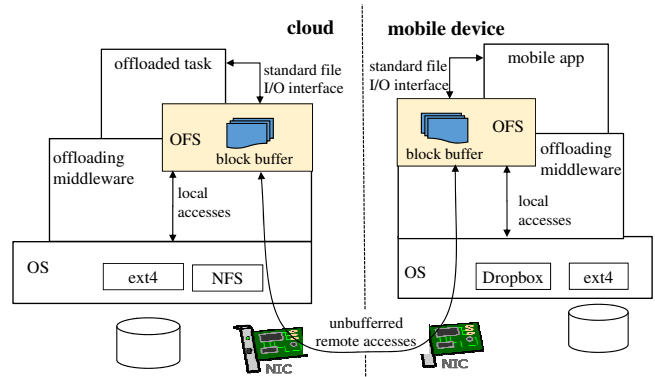 cloud
mobile device
offloaded task
standard file
I/O interface
OFS
block buffer
offloading
middleware
local
accesses
OS
ext4
NFS
NIC
standard file
I/O interface
mobile app
OFS
block buffer
offloading
middleware
local
accesses
OS
Dropbox
ext4
unbufferred
remote accesses
NIC